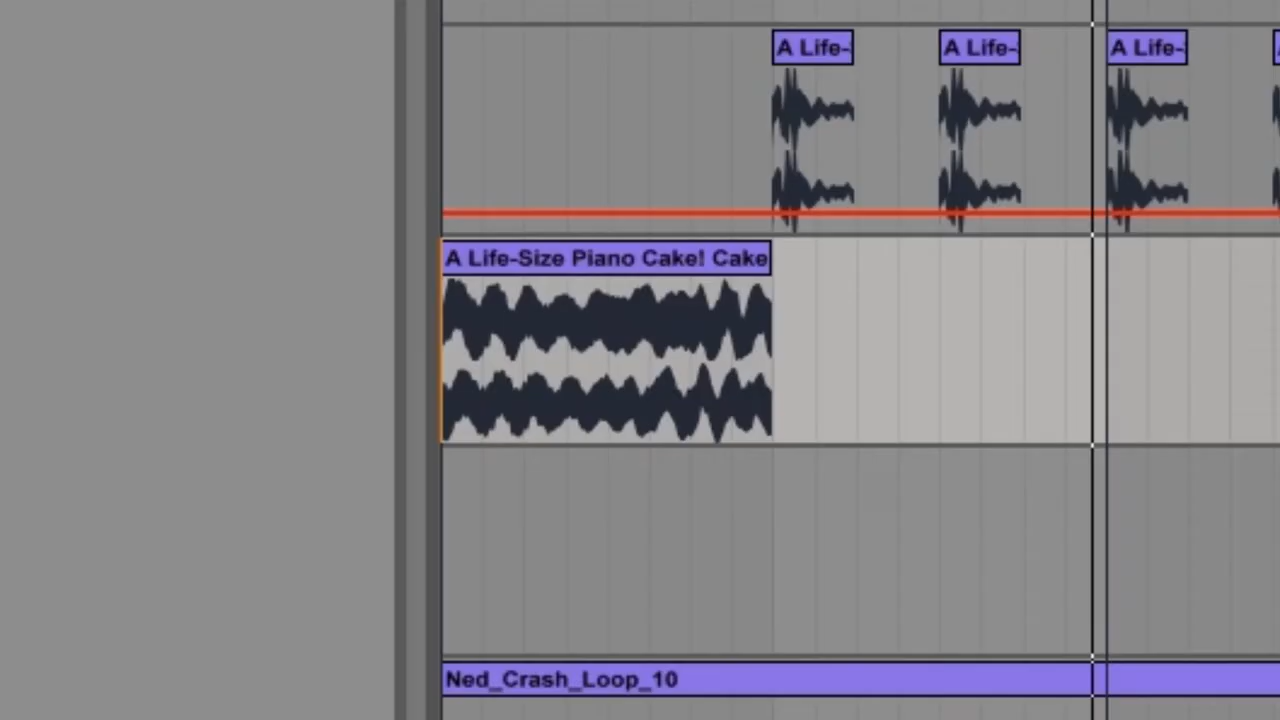 A Life- A Life- A Life-
A Life-Size Piano Cake! Cake
Ned_Crash_Loop_10